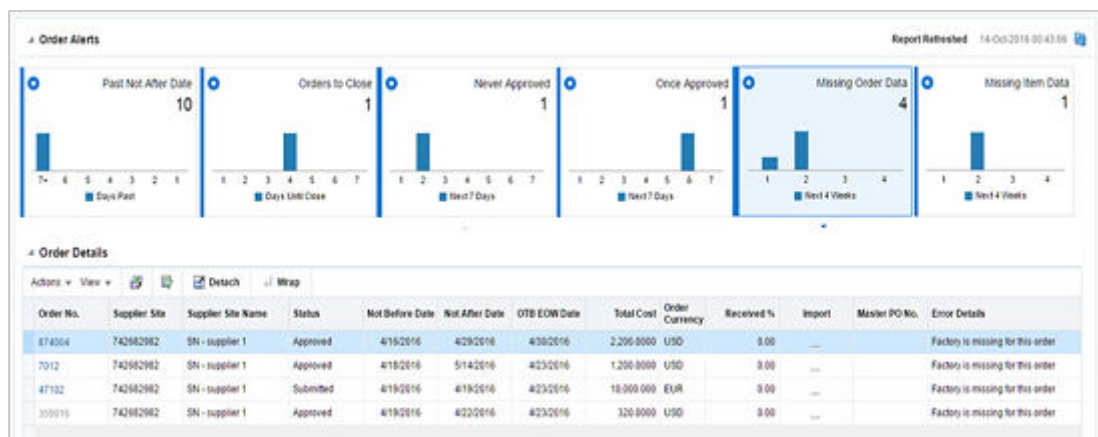 Order Alerts
Report Refreshed 14-Oct-2016 00:43:06
Past Not After Date
10
7+ 6 5 4 3 2 1
Days Past
Orders to Close
1
1 2 3 4 5 6 7
Days Until Close
Never Approved
1
1 2 3 4 5 6 7
Next 7 Days
Once Approved
1
1 2 3 4 5 6 7
Next 7 Days
Missing Order Data
4
1 2 3 4
Next 4 Weeks
Missing Item Data
1
1 2 3 4
Next 4 Weeks
Order Details
Actions View Detach Wrap
Order No. Supplier Site Supplier Site Name Status Not Before Date Not After Date OTB EOW Date Total Cost Order Currency Received % Import Master PO No. Error Details
874004 742682982 SN - supplier 1 Approved 4/15/2016 4/29/2016 4/30/2016 2,200.0000 USD 0.00 ... Factory is missing for this order
7012 742682982 SN - supplier 1 Approved 4/18/2016 5/14/2016 4/23/2016 1,200.0000 USD 0.00 ... Factory is missing for this order
47102 742682982 SN - supplier 1 Submitted 4/19/2016 4/19/2016 4/23/2016 10,000.000 EUR 0.00 ... Factory is missing for this order
742682982 SN - supplier 1 Approved 4/19/2016 4/22/2016 4/23/2016 320.0000 USD 0.00 ... Factory is missing for this order